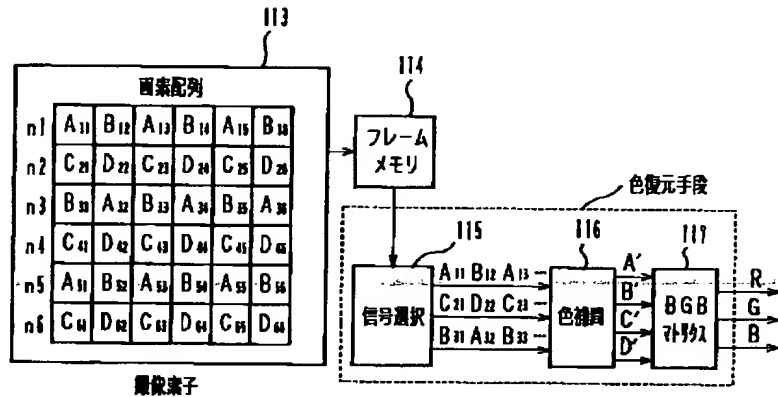 113
画素配列
n1 A11 B12 A13 B14 A15 B16
n2 C21 D22 C23 D24 C25 D26
n3 B31 A32 B33 A34 B35 A36
n4 C41 D42 C43 D44 C45 D46
n5 A51 B52 A53 B54 A55 B56
n6 C61 D62 C63 D64 C65 D66
撮像素子
114
フレーム
メモリ
色復元手段
115
信号選択
A11 B12 A13 ...
C21 D22 C23 ...
B31 A32 B33 ...
116
色補間
A'
B'
C'
D'
117
BGB
マトリクス
R
G
B